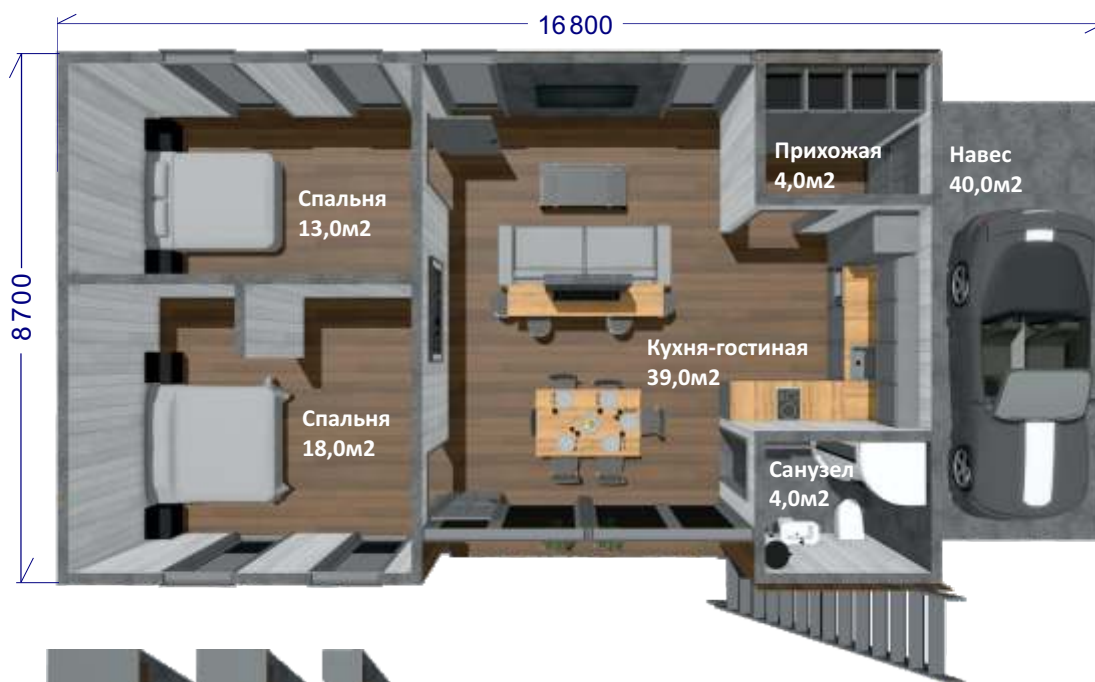 16800
8700
Прихожая
4,0м2
Навес
40,0м2
Спальня
13,0м2
Кухня-гостиная
39,0м2
Спальня
18,0м2
Санузел
4,0м2